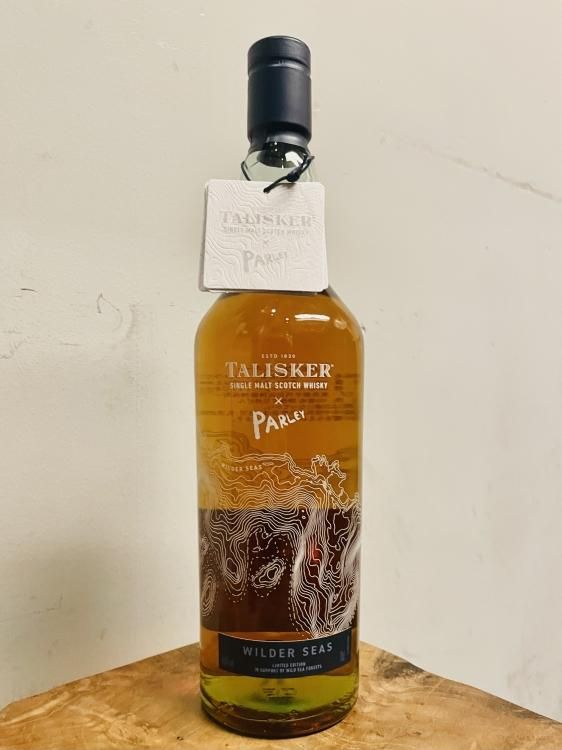 TALISKER
SINGLE MALT SCOTCH WHISKY
×
PARLEY
ESTD 1830
TALISKER
SINGLE MALT SCOTCH WHISKY
×
PARLEY
WILDER SEAS
WILDER SEAS
LIMITED EDITION
IN SUPPORT OF WILD SEA FORESTS